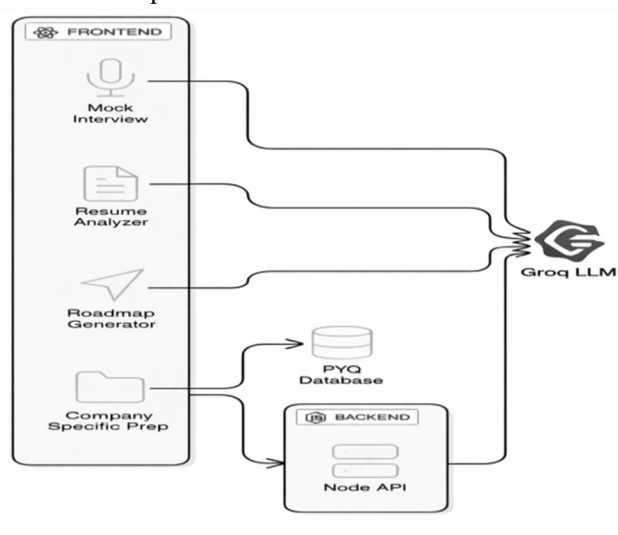 FRONTEND
Mock
Interview
Resume
Analyzer
Roadmap
Generator
Company
Specific Prep
PYQ
Database
BACKEND
Node API
Groq LLM